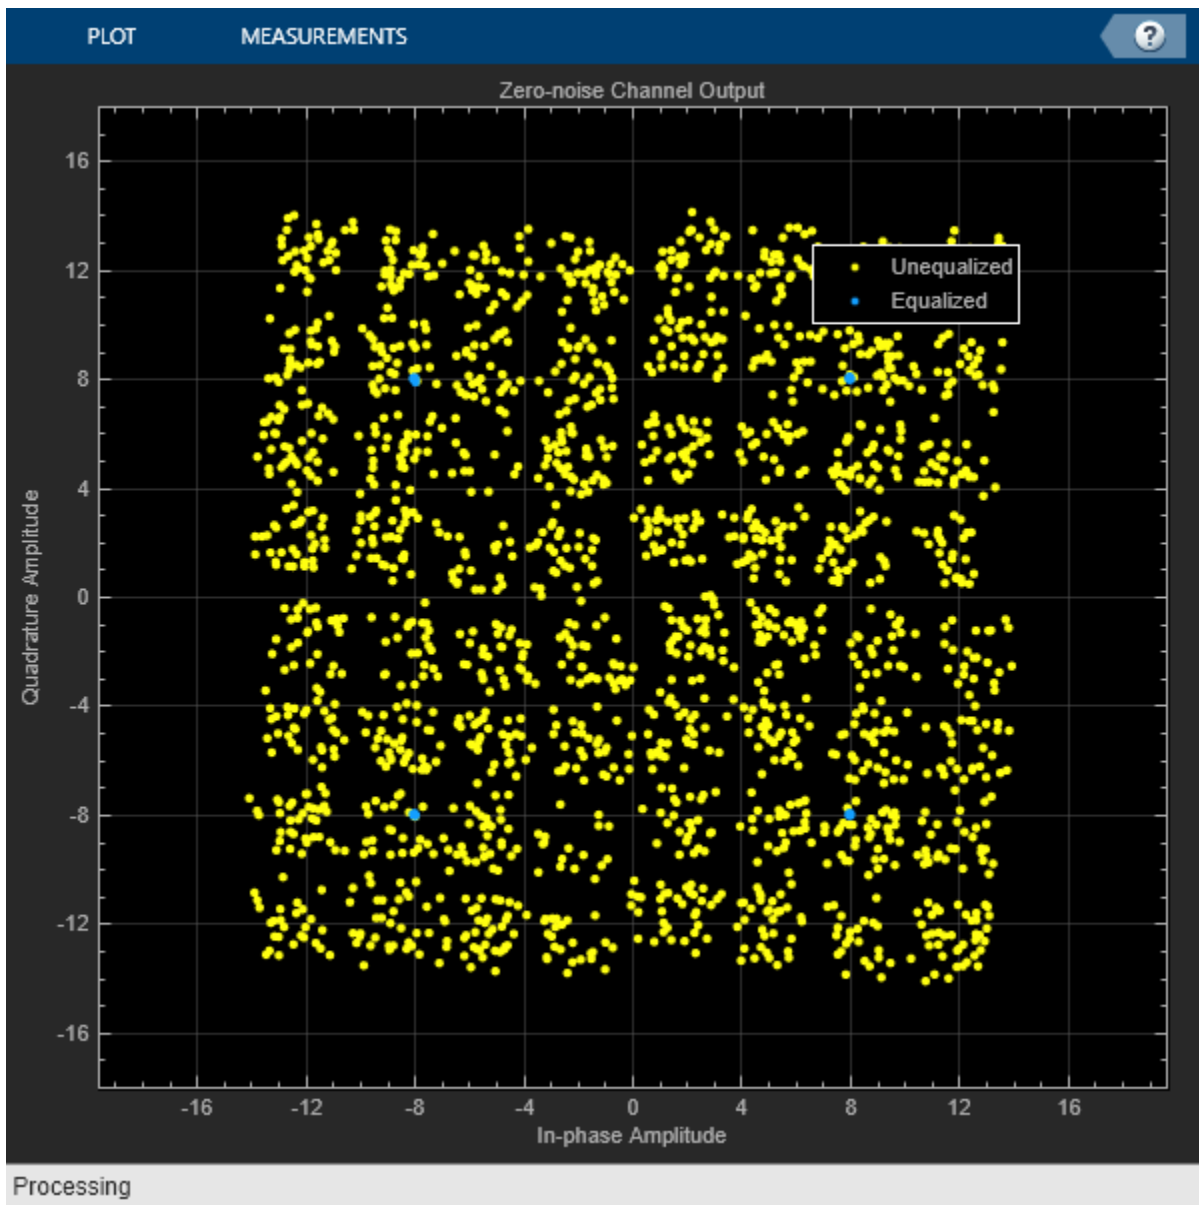 PLOT MEASUREMENTS ?
Zero-noise Channel Output
16
12
8
4
0
-4
-8
-12
-16
Quadrature Amplitude
Unequalized
Equalized
-16 -12 -8 -4 0 4 8 12 16
In-phase Amplitude
Processing